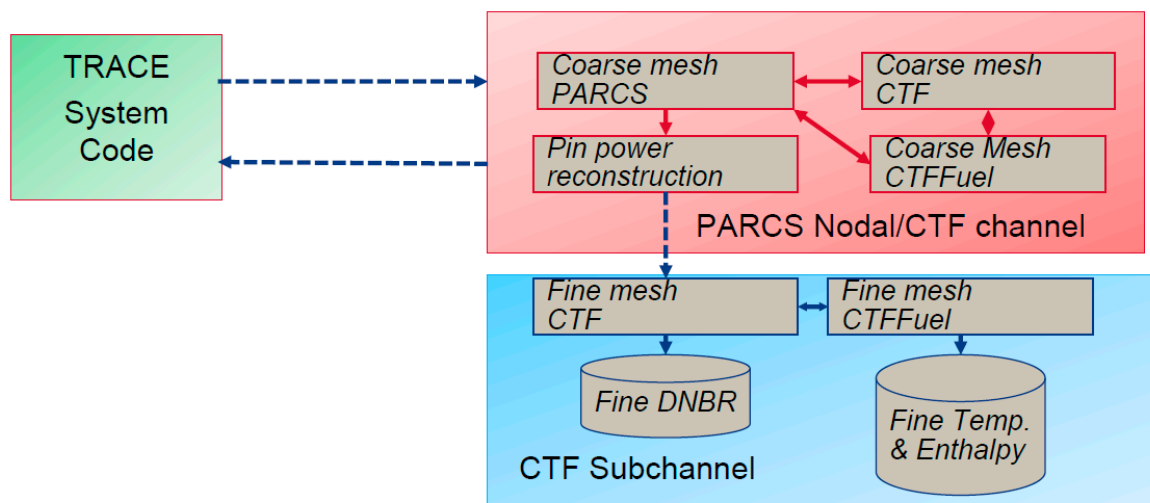 TRACE
System
Code
Coarse mesh
PARCS
Coarse mesh
CTF
Pin power
reconstruction
Coarse Mesh
CTFFuel
PARCS Nodal/CTF channel
Fine mesh
CTF
Fine mesh
CTFFuel
Fine DNBR
Fine Temp.
& Enthalpy
CTF Subchannel